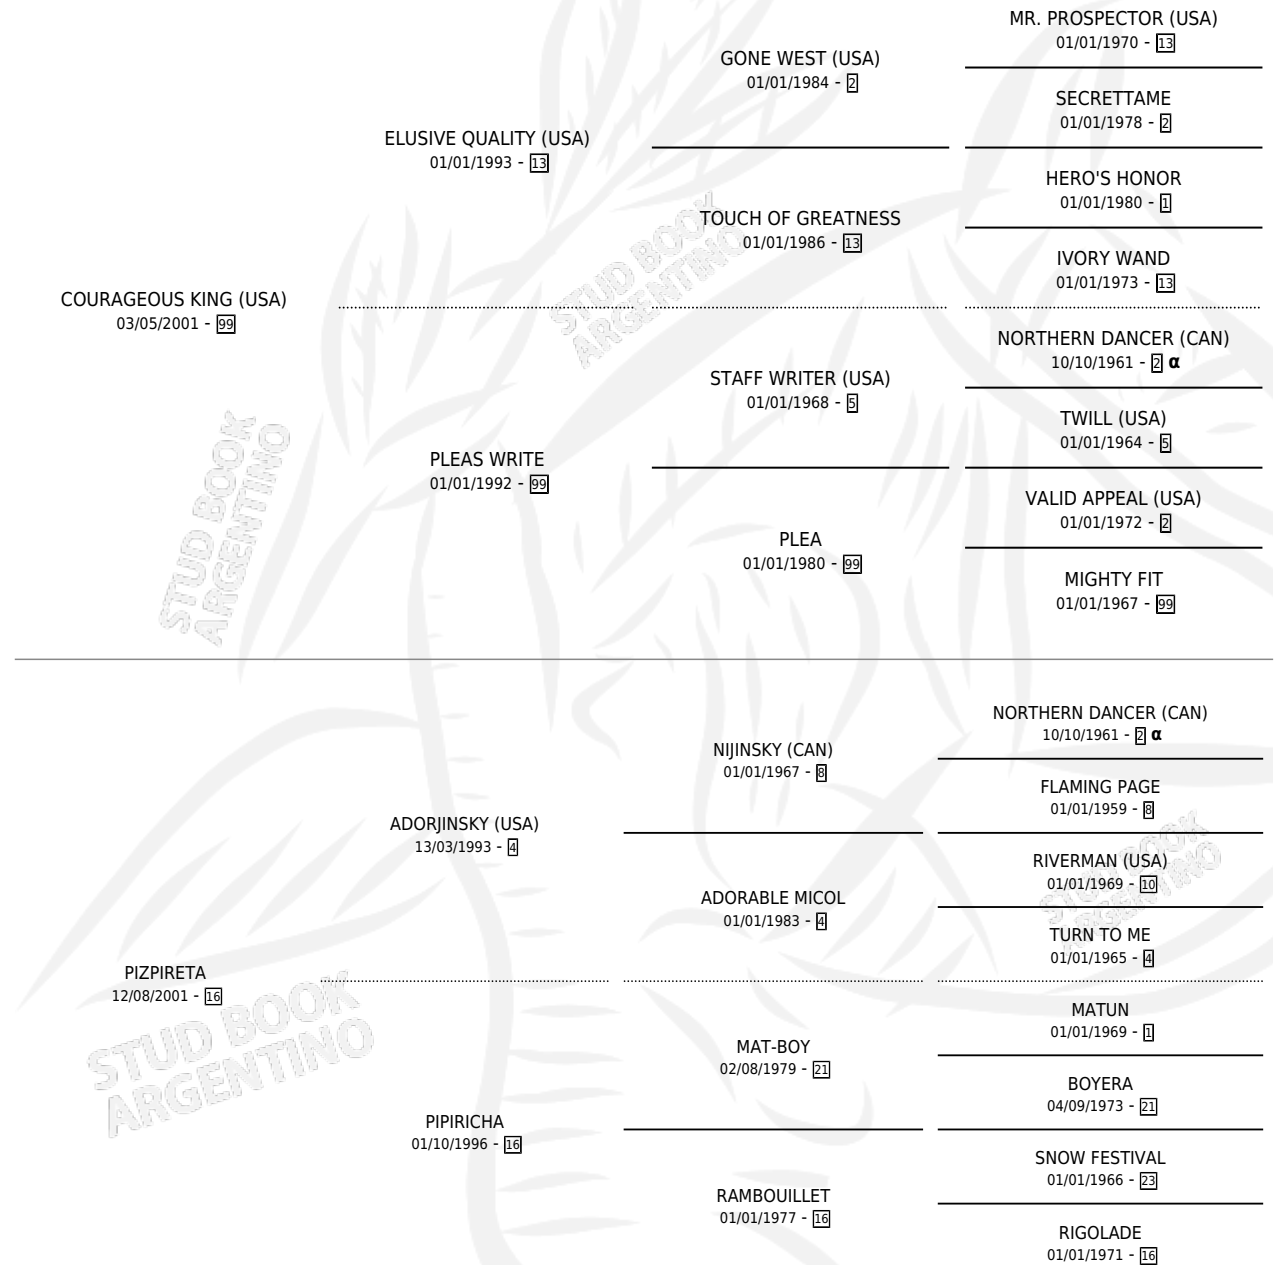 MR. PROSPECTOR (USA)
01/01/1970 - 13
GONE WEST (USA)
01/01/1984 - 2
SECRETTAME
01/01/1978 - 2
ELUSIVE QUALITY (USA)
01/01/1993 - 13
HERO'S HONOR
01/01/1980 - 1
TOUCH OF GREATNESS
01/01/1986 - 13
IVORY WAND
01/01/1973 - 13
COURAGEOUS KING (USA)
03/05/2001 - 99
NORTHERN DANCER (CAN)
10/10/1961 - 2 α
STAFF WRITER (USA)
01/01/1968 - 5
TWILL (USA)
01/01/1964 - 5
PLEAS WRITE
01/01/1992 - 99
VALID APPEAL (USA)
01/01/1972 - 2
PLEA
01/01/1980 - 99
MIGHTY FIT
01/01/1967 - 99
NORTHERN DANCER (CAN)
10/10/1961 - 2 α
NIJINSKY (CAN)
01/01/1967 - 8
FLAMING PAGE
01/01/1959 - 8
ADORJINSKY (USA)
13/03/1993 - 4
RIVERMAN (USA)
01/01/1969 - 10
ADORABLE MICOL
01/01/1983 - 4
TURN TO ME
01/01/1965 - 4
PIZPIRETA
12/08/2001 - 16
MATUN
01/01/1969 - 1
MAT-BOY
02/08/1979 - 21
BOYERA
04/09/1973 - 21
PIPIRICHA
01/10/1996 - 16
SNOW FESTIVAL
01/01/1966 - 23
RAMBOUILLET
01/01/1977 - 16
RIGOLADE
01/01/1971 - 16
STUD BOOK
ARGENTINO
STUD BOOK
ARGENTINO
STUD BOOK
ARGENTINO
STUD BOOK
ARGENTINO